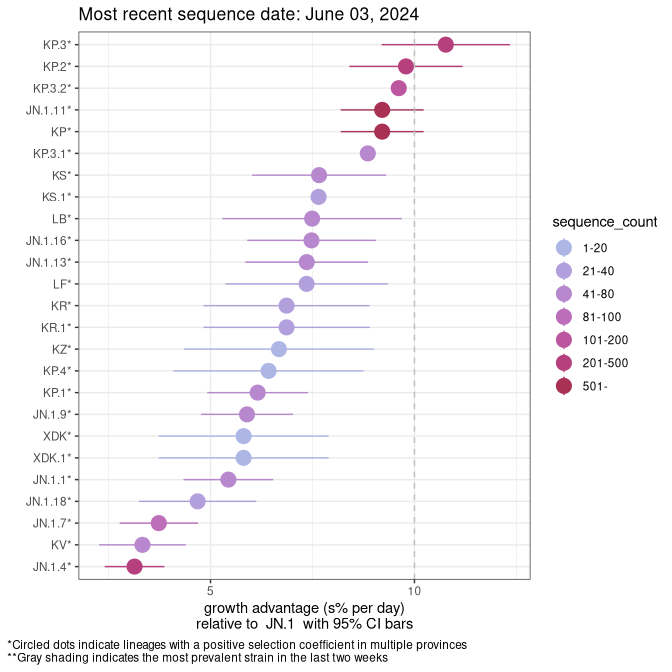 Most recent sequence date: June 03, 2024
KP.3*
KP.2*
KP.3.2*
JN.1.11*
KP*
KP.3.1*
KS*
KS.1*
LB*
JN.1.16*
JN.1.13*
LF*
KR*
KR.1*
KZ*
KP.4*
KP.1*
JN.1.9*
XDK*
XDK.1*
JN.1.1*
JN.1.18*
JN.1.7*
KV*
JN.1.4*
5 10
growth advantage (s% per day)
relative to JN.1 with 95% CI bars
sequence_count
1-20
21-40
41-80
81-100
101-200
201-500
501-
*Circled dots indicate lineages with a positive selection coefficient in multiple provinces
**Gray shading indicates the most prevalent strain in the last two weeks